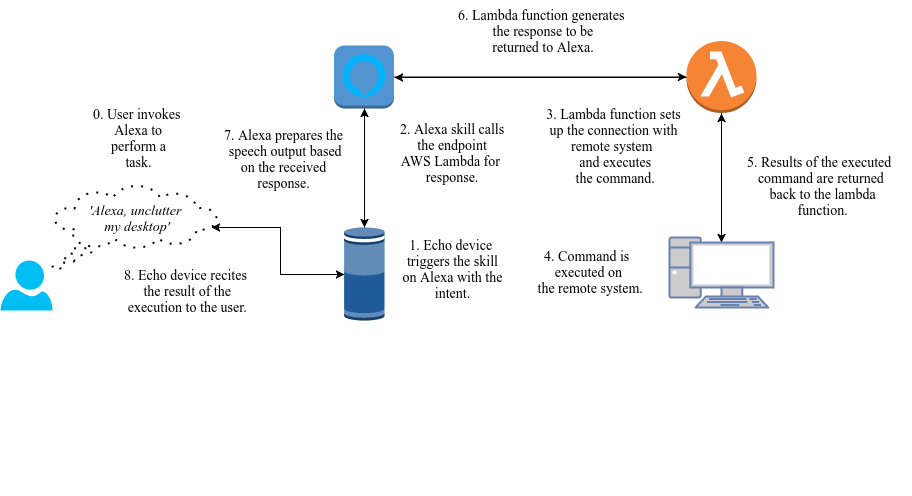 6. Lambda function generates
the response to be
returned to Alexa.
0. User invokes
Alexa to
perform a
task.
7. Alexa prepares the
speech output based
on the received
response.
2. Alexa skill calls
the endpoint
AWS Lambda for
response.
3. Lambda function sets
up the connection with
remote system
and executes
the command.
5. Results of the executed
command are returned
back to the lambda
function.
'Alexa, unclutter
my desktop'
8. Echo device recites
the result of the
execution to the user.
1. Echo device
triggers the skill
on Alexa with the
intent.
4. Command is
executed on
the remote system.